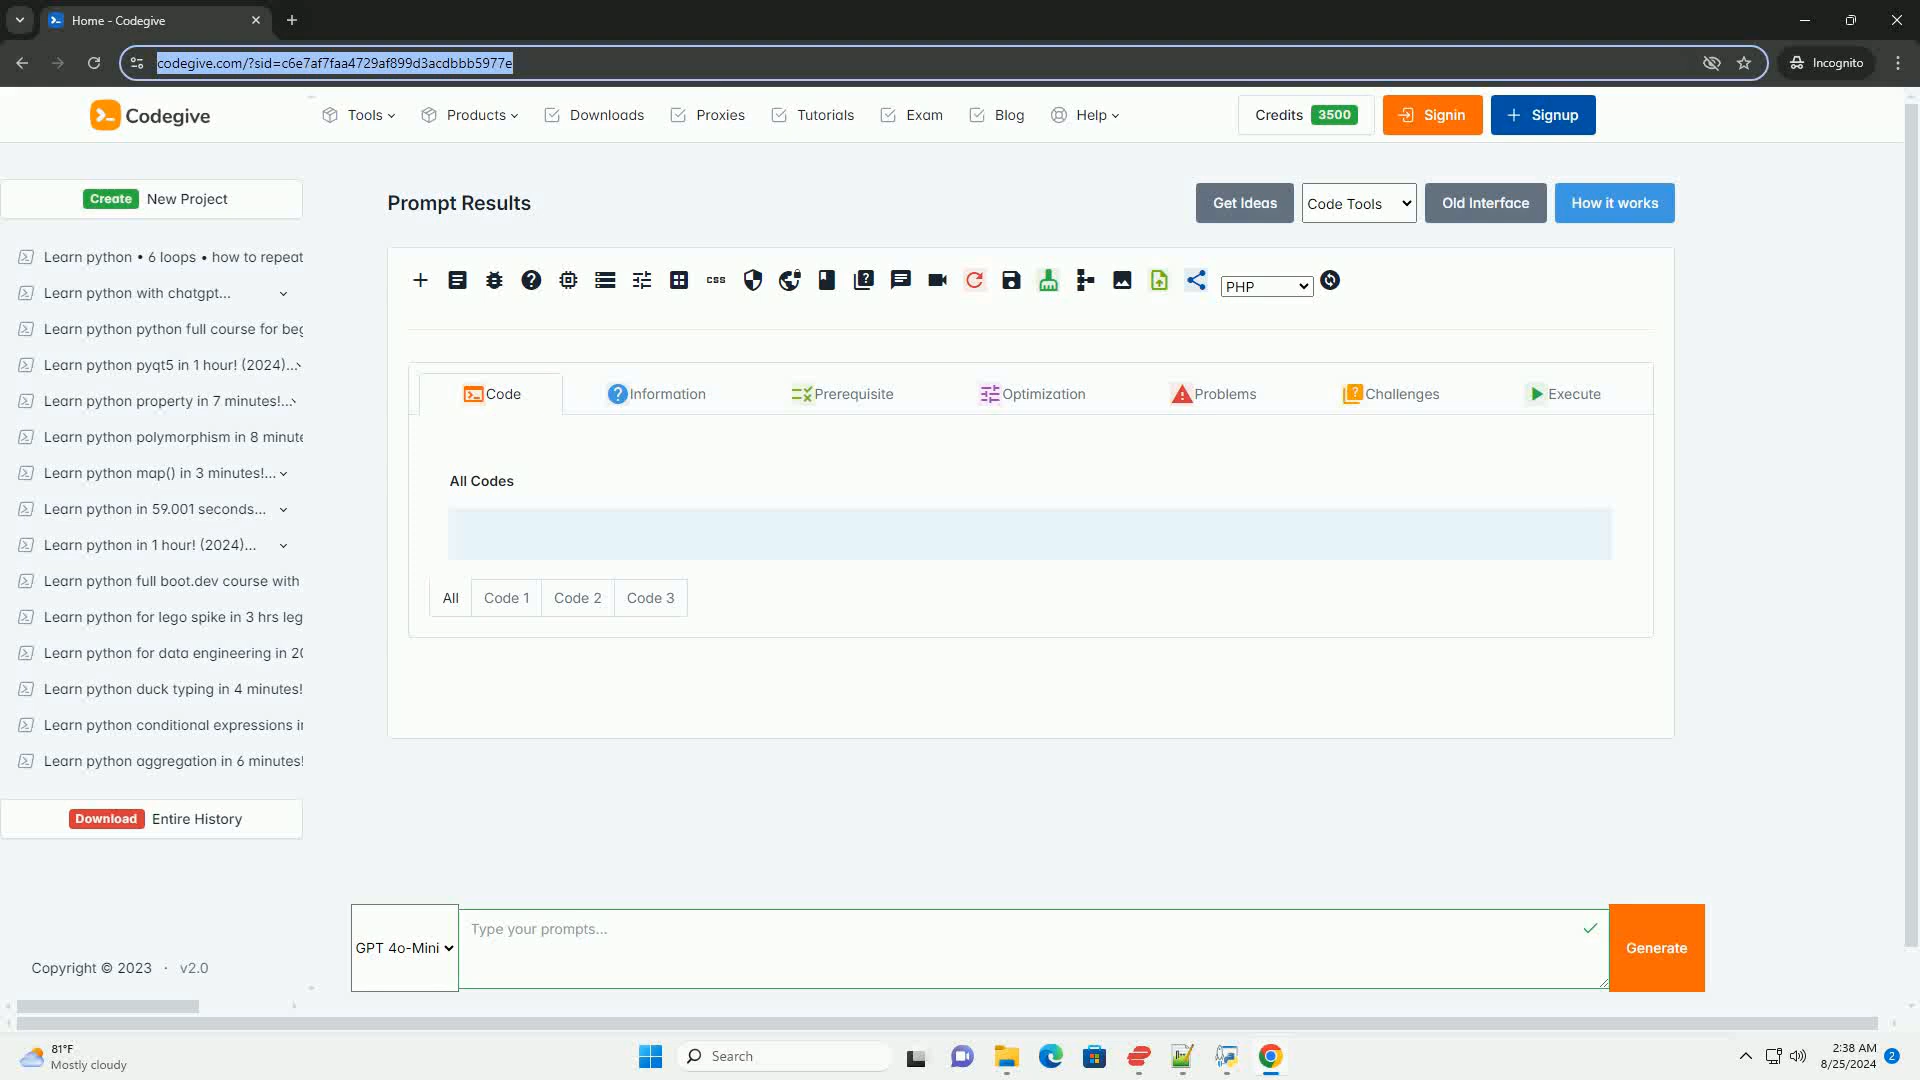 Home - Codegive
codegive.com/?sid=c6e7af7faa4729af899d3acdbbb5977e
Incognito
Codegive
Tools
Products
Downloads
Proxies
Tutorials
Exam
Blog
Help
Credits 3500
Signin
Signup
Create New Project
Learn python • 6 loops • how to repeat
Learn python with chatgpt...
Learn python python full course for beg
Learn python pyqt5 in 1 hour! (2024)...
Learn python property in 7 minutes!...
Learn python polymorphism in 8 minute
Learn python map() in 3 minutes!...
Learn python in 59.001 seconds...
Learn python in 1 hour! (2024)...
Learn python full boot.dev course with
Learn python for lego spike in 3 hrs leg
Learn python for data engineering in 20
Learn python duck typing in 4 minutes!
Learn python conditional expressions in
Learn python aggregation in 6 minutes!
Download Entire History
Copyright © 2023 · v2.0
Prompt Results
Get Ideas
Code Tools
Old Interface
How it works
CSS
PHP
Code
Information
Prerequisite
Optimization
Problems
Challenges
Execute
All Codes
All
Code 1
Code 2
Code 3
GPT 4o-Mini
Type your prompts...
Generate
81°F
Mostly cloudy
Search
2:38 AM
8/25/2024
2